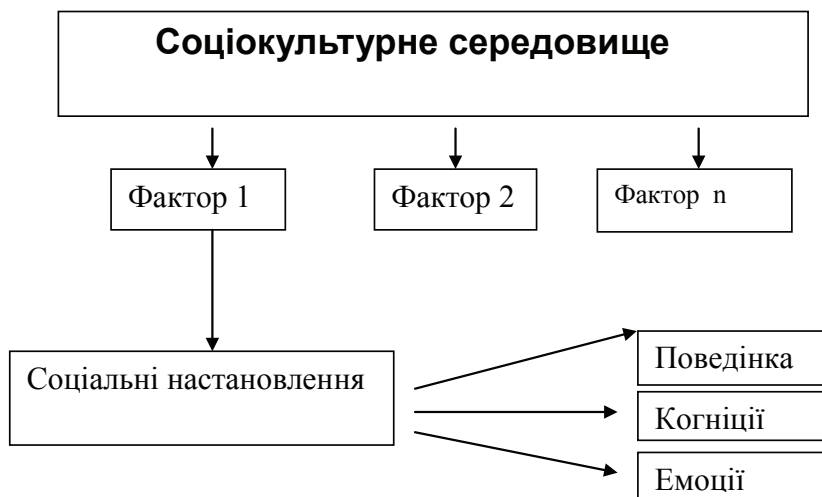 Соціокультурне середовище
Фактор 1
Фактор 2
Фактор n
Соціальні настановлення
Поведінка
Когніції
Емоції